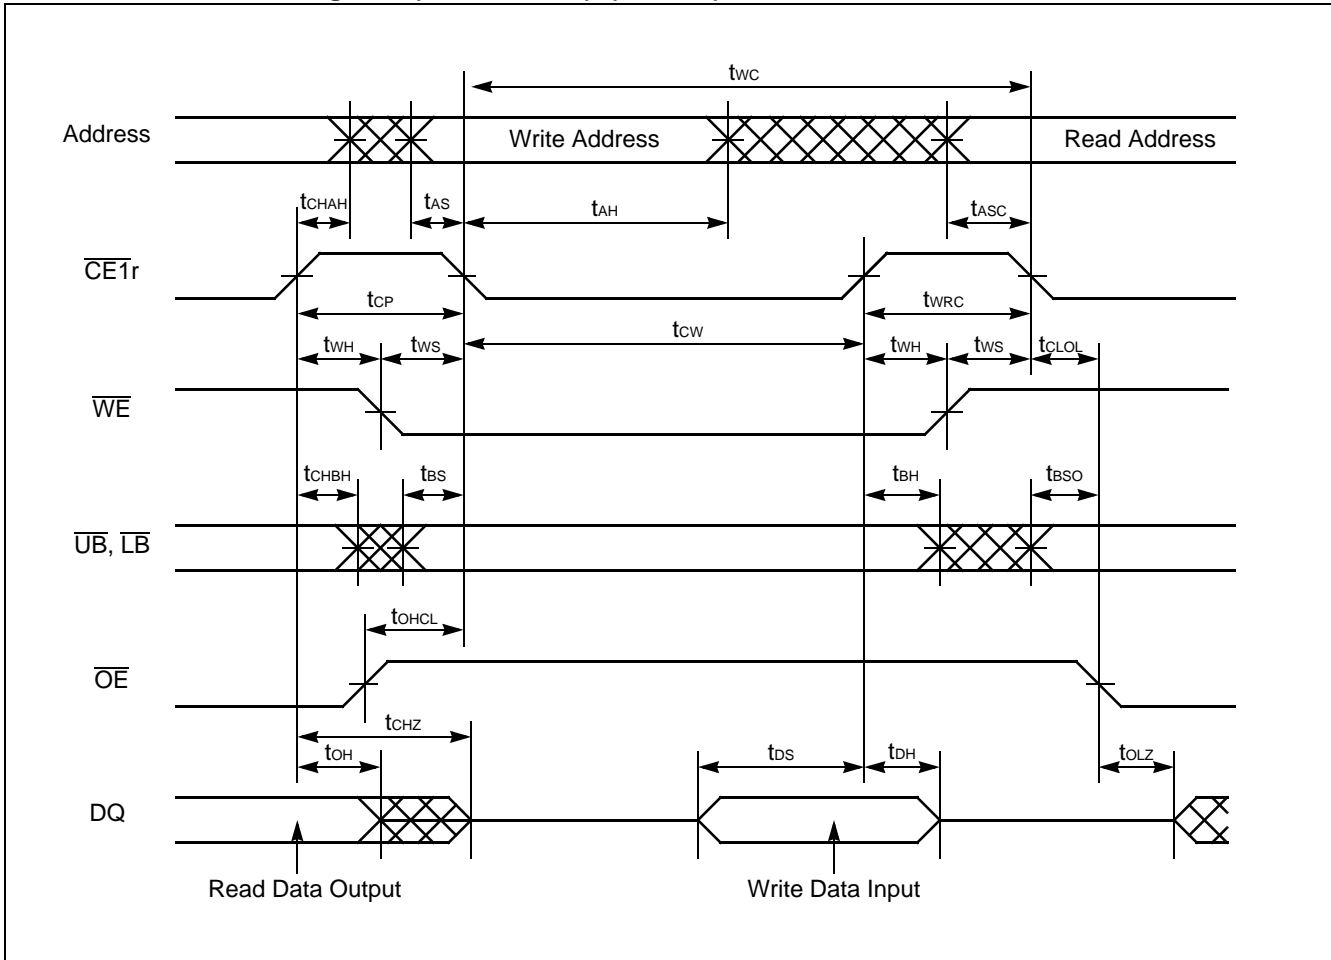 tWC
Address
Write Address
Read Address
tCHAH
tAS
tAH
tASC
CE1r
tCP
tWRC
tCW
tWH
tWS
tWH
tWS
tCLOL
WE
tCHBH
tBS
tBH
tBSO
UB, LB
tOHCL
OE
tCHZ
tOH
tDS
tDH
tOLZ
DQ
Read Data Output
Write Data Input